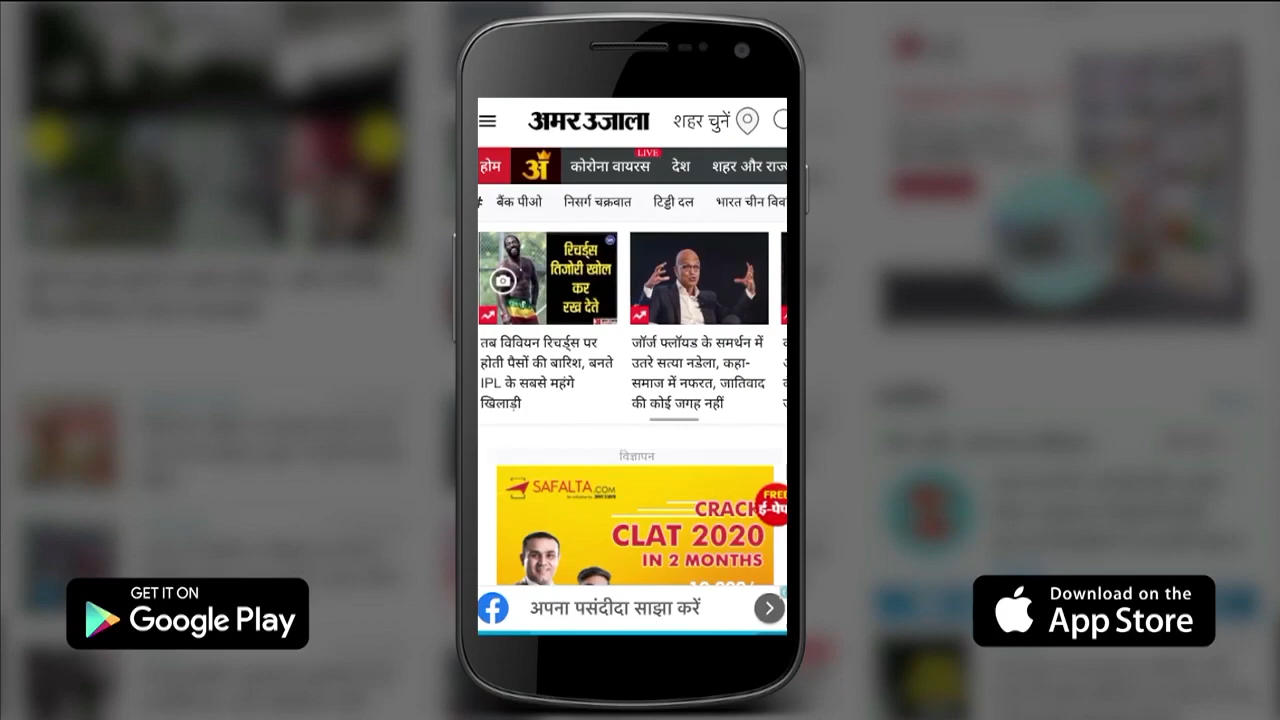 अमर उजाला
शहर चुनें
LIVE
होम
अं
कोरोना वायरस
देश
शहर और राज्
# बैंक पीओ
निसर्ग चक्रवात
टिड्डी दल
भारत चीन विवा
रिचर्ड्स
तिजोरी खोल
कर
रख देते
तब विवियन रिचर्ड्स पर
होती पैसों की बारिश, बनते
IPL के सबसे महंगे
खिलाड़ी
जॉर्ज फ्लॉयड के समर्थन में
उतरे सत्या नडेला, कहा-
समाज में नफरत, जातिवाद
की कोई जगह नहीं
विज्ञापन
SAFALTA.COM
CRACK
CLAT 2020
IN 2 MONTHS
FREE
ई-पेप
अपना पसंदीदा साझा करें
GET IT ON
Google Play
Download on the
App Store